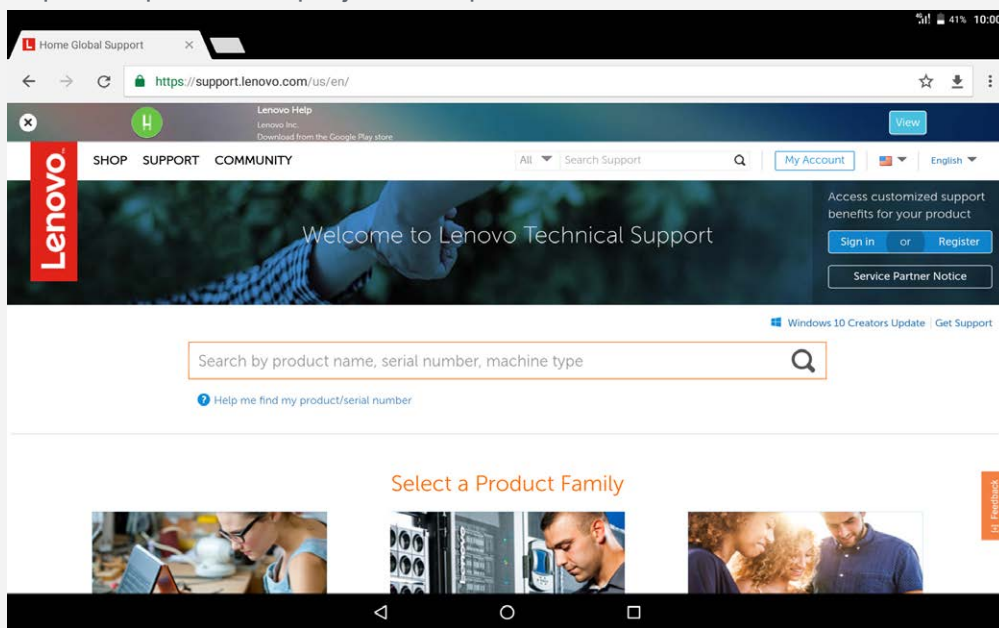 4G 41% 10:00
L Home Global Support ×
https://support.lenovo.com/us/en/
H
Lenovo Help
Lenovo Inc.
Download from the Google Play store
View
Lenovo
SHOP SUPPORT COMMUNITY
All Search Support
My Account
English
Welcome to Lenovo Technical Support
Access customized support
benefits for your product
Sign in or Register
Service Partner Notice
Windows 10 Creators Update | Get Support
Search by product name, serial number, machine type
? Help me find my product/serial number
Select a Product Family
[+] Feedback